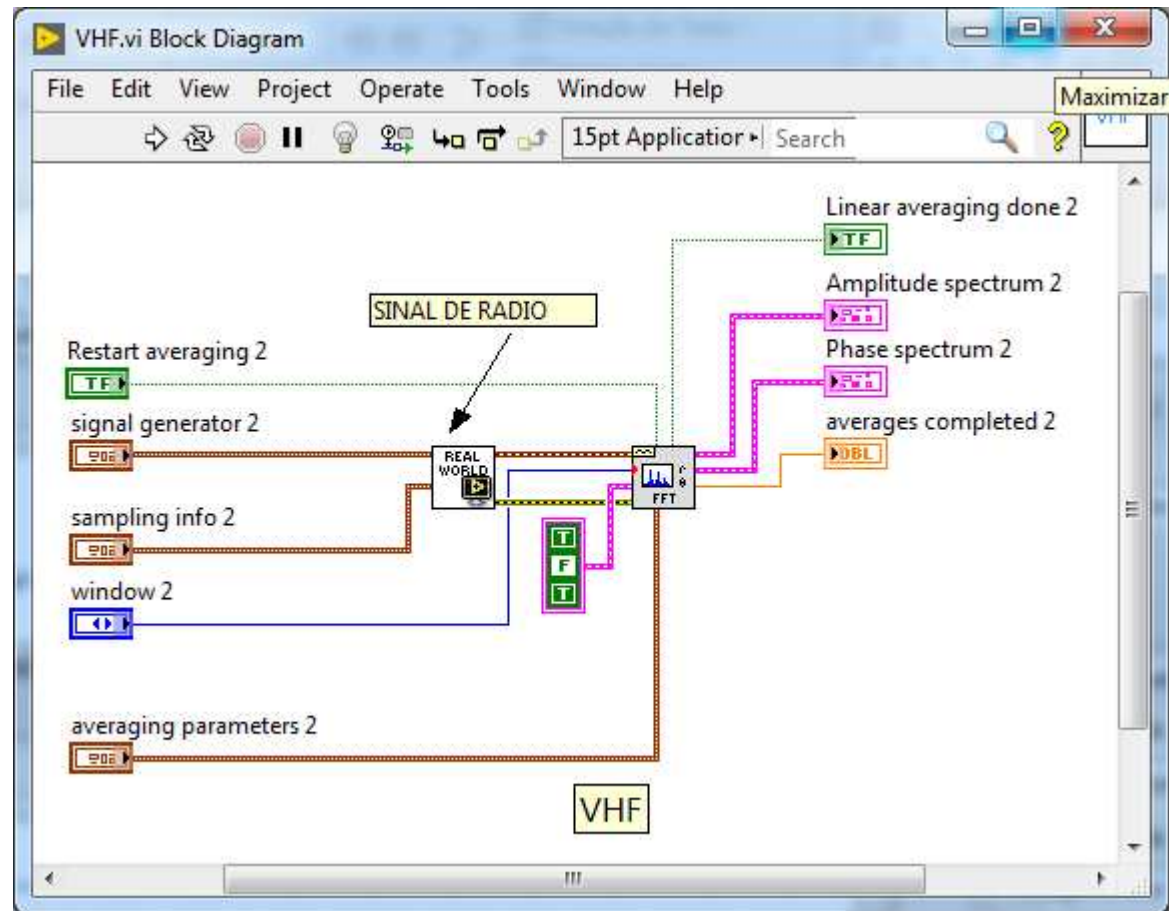 VHF.vi Block Diagram
File Edit View Project Operate Tools Window Help
Maximizar
15pt Application Search
VHF
Linear averaging done 2
TF
Amplitude spectrum 2
SINAL DE RADIO
Restart averaging 2
TF
Phase spectrum 2
signal generator 2
averages completed 2
DBL
REAL
WORLD
FFT
sampling info 2
T
F
T
window 2
averaging parameters 2
VHF